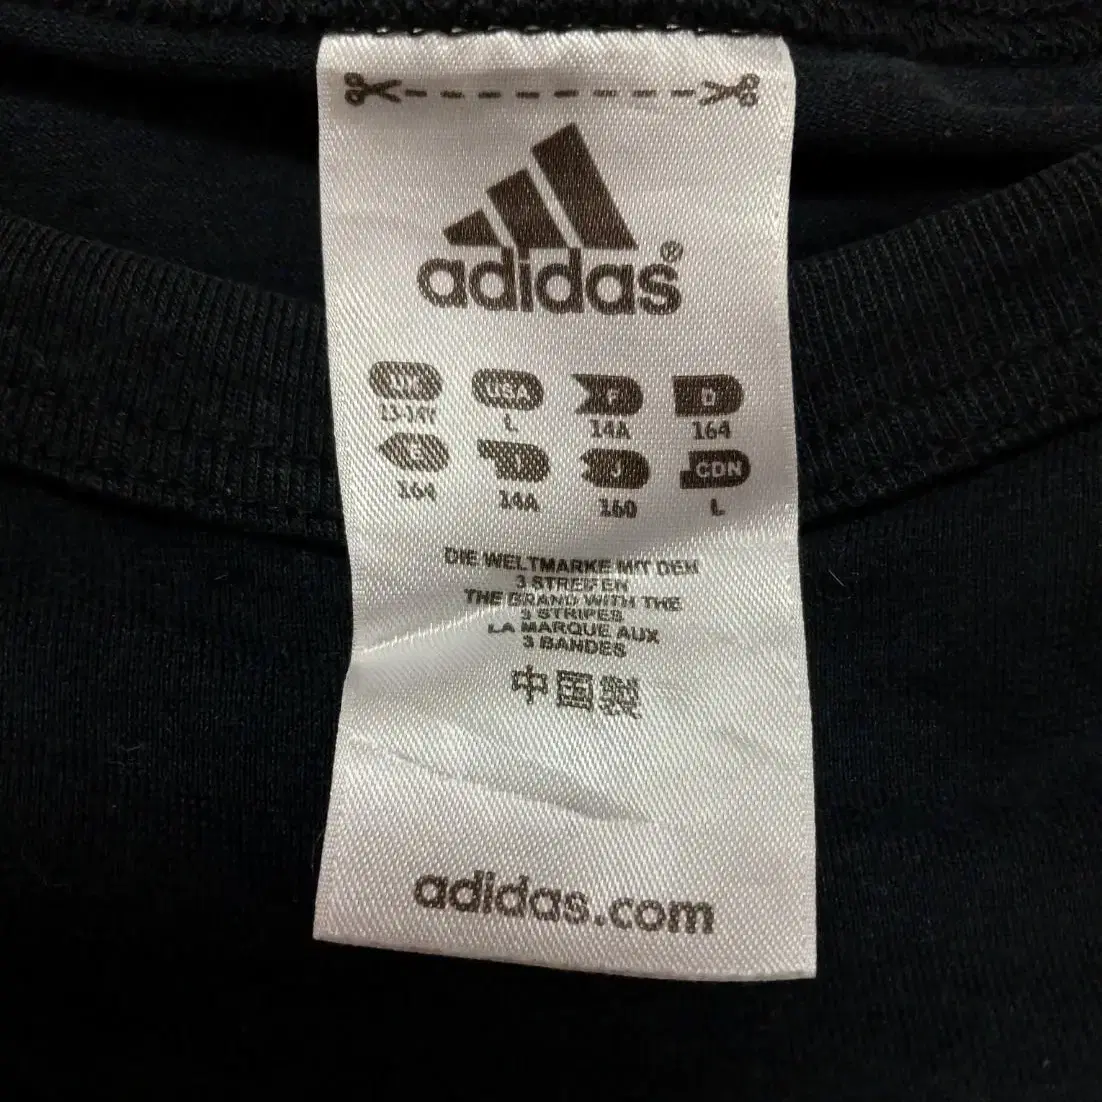 adidas®
UK USA F D
13-14Y L 14A 164
E I J CDN
164 14A 160 L
DIE WELTMARKE MIT DEN
3 STREIFEN
THE BRAND WITH THE
3 STRIPES
LA MARQUE AUX
3 BANDES
中国製
adidas.com